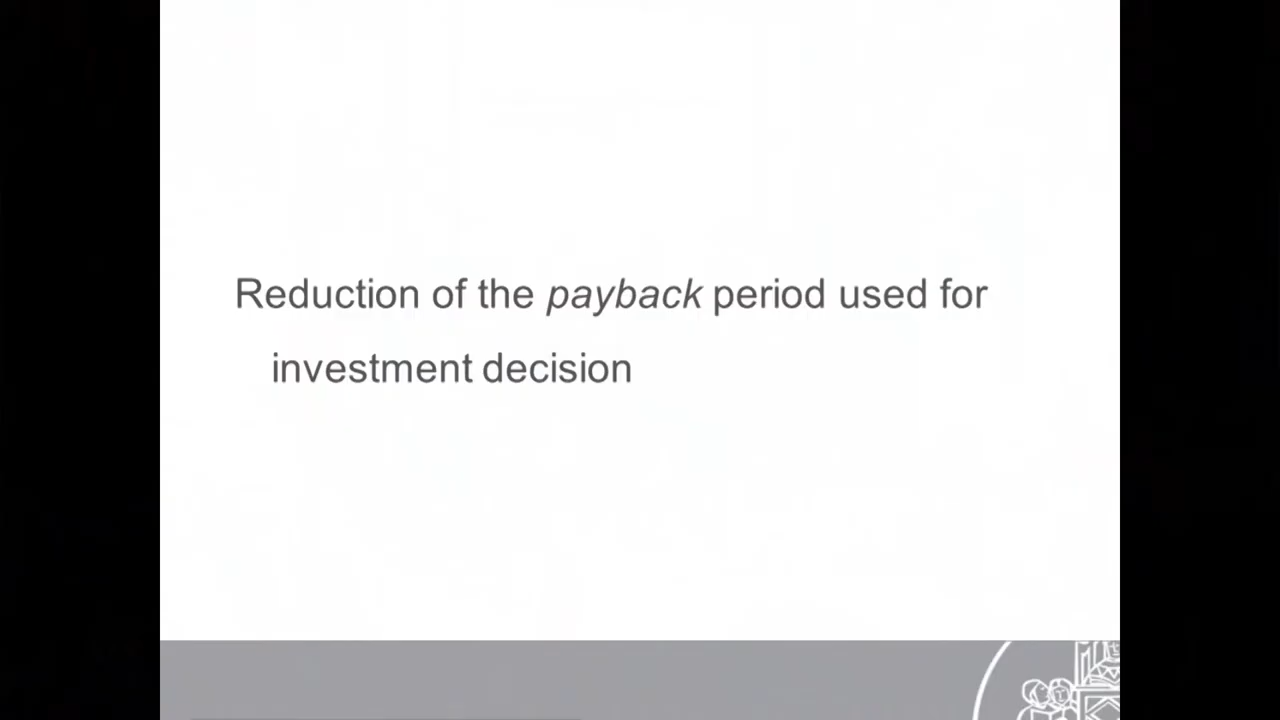 Reduction of the payback period used for
investment decision